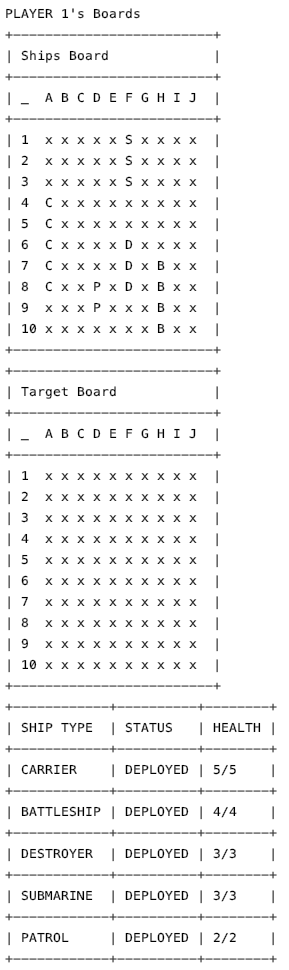 PLAYER 1's Boards
+—————————————————————————+
| Ships Board             |
+—————————————————————————+
| _  A B C D E F G H I J  |
+—————————————————————————+
| 1  x x x x x S x x x x  |
| 2  x x x x x S x x x x  |
| 3  x x x x x S x x x x  |
| 4  C x x x x x x x x x  |
| 5  C x x x x x x x x x  |
| 6  C x x x x D x x x x  |
| 7  C x x x x D x B x x  |
| 8  C x x P x D x B x x  |
| 9  x x x P x x x B x x  |
| 10 x x x x x x x B x x  |
+—————————————————————————+
+—————————————————————————+
| Target Board            |
+—————————————————————————+
| _  A B C D E F G H I J  |
+—————————————————————————+
| 1  x x x x x x x x x x  |
| 2  x x x x x x x x x x  |
| 3  x x x x x x x x x x  |
| 4  x x x x x x x x x x  |
| 5  x x x x x x x x x x  |
| 6  x x x x x x x x x x  |
| 7  x x x x x x x x x x  |
| 8  x x x x x x x x x x  |
| 9  x x x x x x x x x x  |
| 10 x x x x x x x x x x  |
+—————————————————————————+
+————————————+——————————+————————+
| SHIP TYPE  | STATUS   | HEALTH |
+————————————+——————————+————————+
| CARRIER    | DEPLOYED | 5/5    |
+————————————+——————————+————————+
| BATTLESHIP | DEPLOYED | 4/4    |
+————————————+——————————+————————+
| DESTROYER  | DEPLOYED | 3/3    |
+————————————+——————————+————————+
| SUBMARINE  | DEPLOYED | 3/3    |
+————————————+——————————+————————+
| PATROL     | DEPLOYED | 2/2    |
+————————————+——————————+————————+